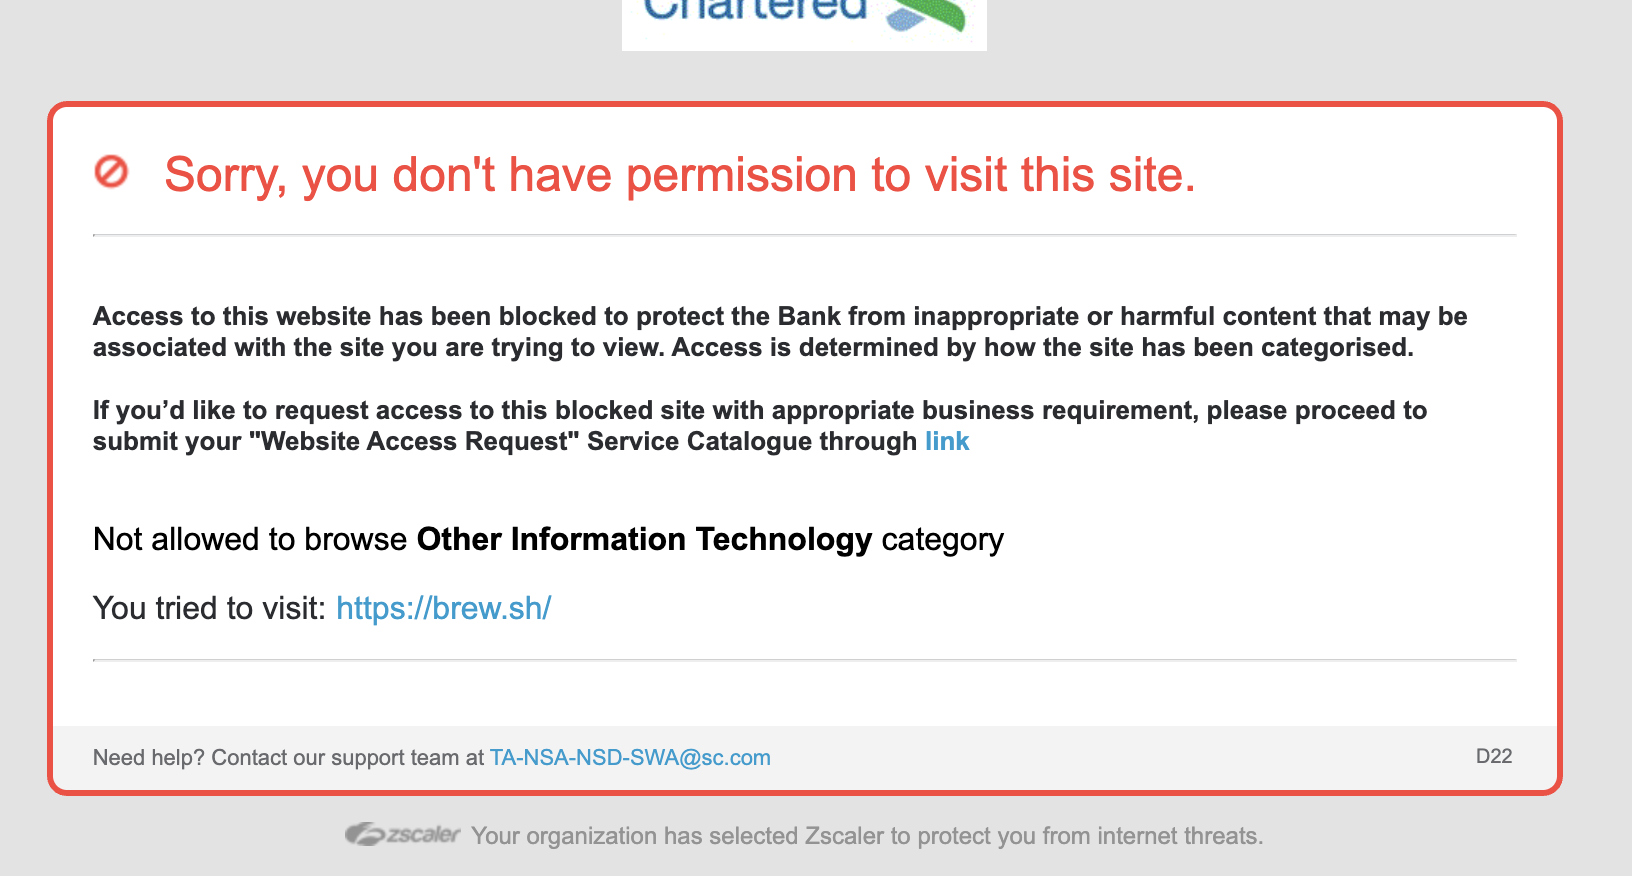 Chartered
Sorry, you don't have permission to visit this site.
Access to this website has been blocked to protect the Bank from inappropriate or harmful content that may be
associated with the site you are trying to view. Access is determined by how the site has been categorised.
If you’d like to request access to this blocked site with appropriate business requirement, please proceed to
submit your "Website Access Request" Service Catalogue through link
Not allowed to browse Other Information Technology category
You tried to visit: https://brew.sh/
Need help? Contact our support team at TA-NSA-NSD-SWA@sc.com
D22
zscaler Your organization has selected Zscaler to protect you from internet threats.